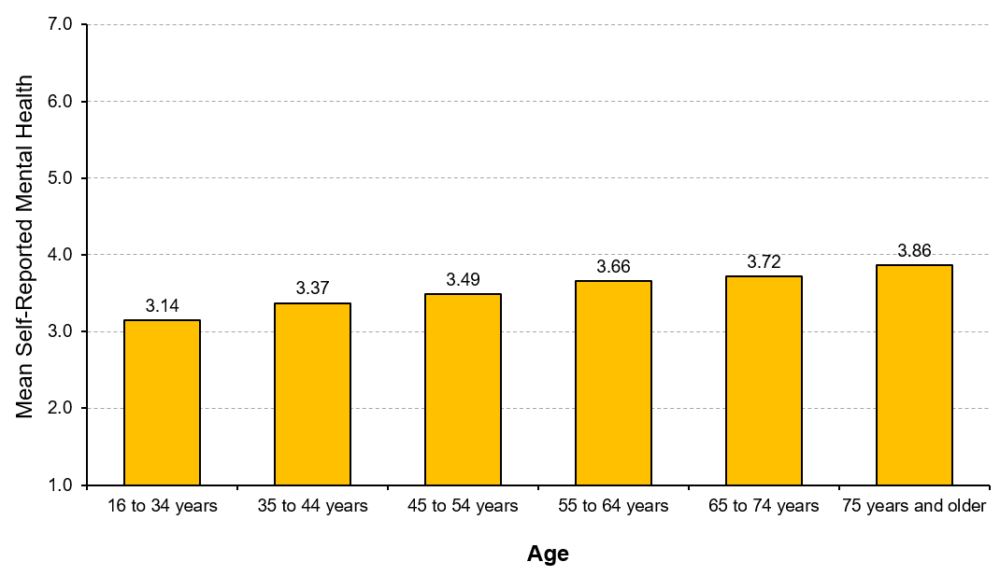 Mean Self-Reported Mental Health
7.0
6.0
5.0
4.0
3.0
2.0
1.0
3.14
3.37
3.49
3.66
3.72
3.86
16 to 34 years
35 to 44 years
45 to 54 years
55 to 64 years
65 to 74 years
75 years and older
Age